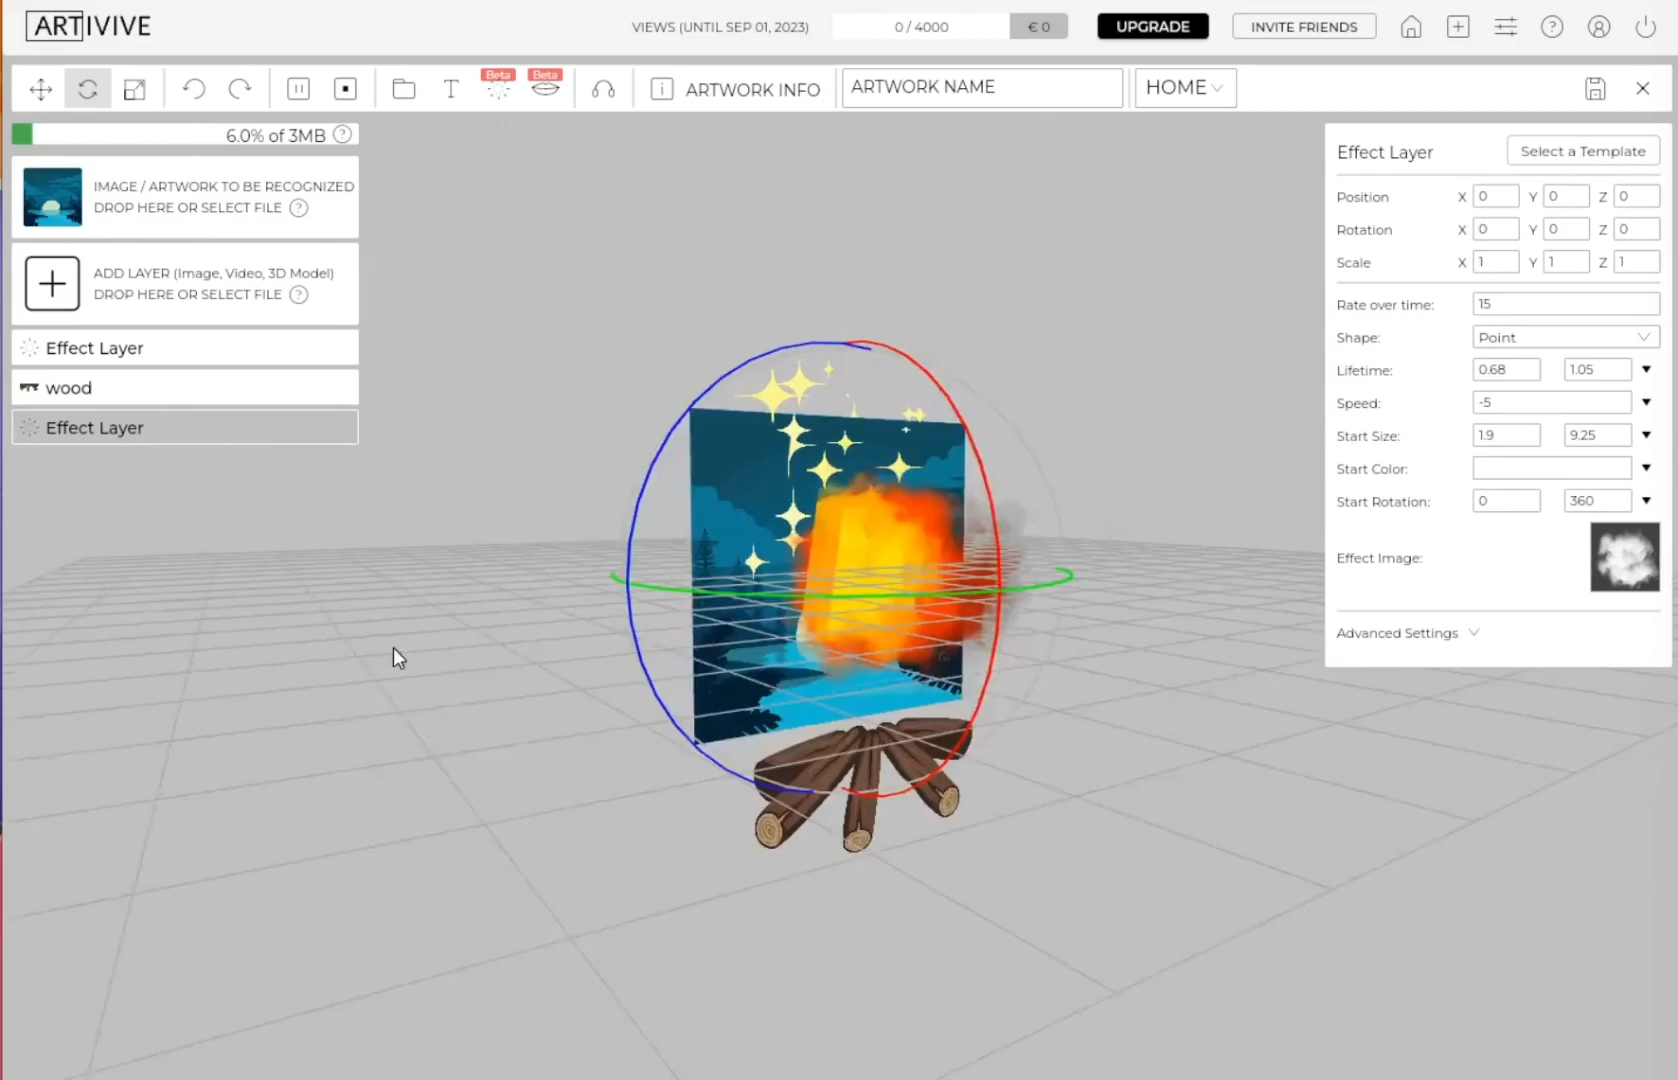 ARTIVIVE
VIEWS (UNTIL SEP 01, 2023)
0 / 4000
€ 0
UPGRADE
INVITE FRIENDS
T
Beta
Beta
ARTWORK INFO
ARTWORK NAME
HOME
6.0% of 3MB
IMAGE / ARTWORK TO BE RECOGNIZED
DROP HERE OR SELECT FILE
ADD LAYER (Image, Video, 3D Model)
DROP HERE OR SELECT FILE
Effect Layer
wood
Effect Layer
Effect Layer
Select a Template
Position X 0 Y 0 Z 0
Rotation X 0 Y 0 Z 0
Scale X 1 Y 1 Z 1
Rate over time: 15
Shape: Point
Lifetime: 0.68 1.05
Speed: -5
Start Size: 1.9 9.25
Start Color:
Start Rotation: 0 360
Effect Image:
Advanced Settings